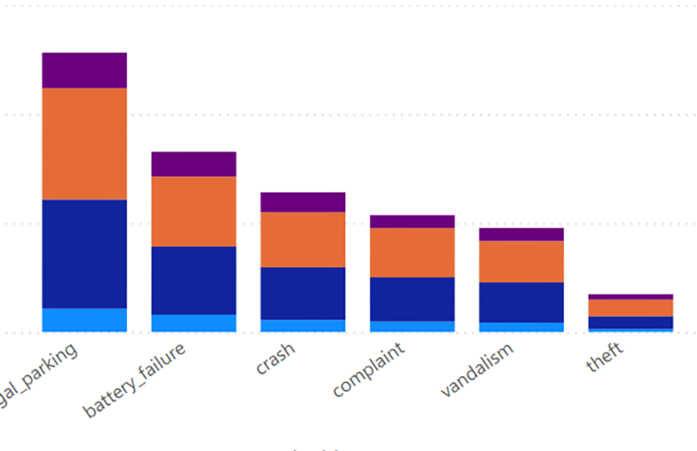 gal_parking
battery_failure
crash
complaint
vandalism
theft